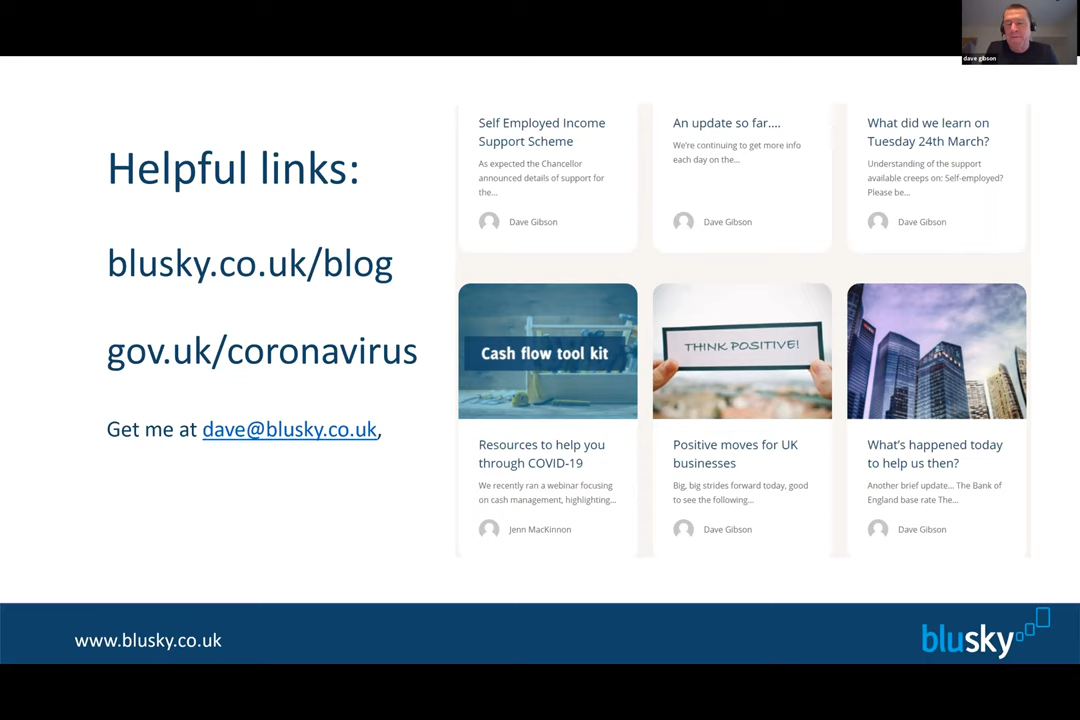 dave gibson
Helpful links:
blusky.co.uk/blog
gov.uk/coronavirus
Get me at dave@blusky.co.uk,
Self Employed Income
Support Scheme
As expected the Chancellor
announced details of support for
the...
Dave Gibson
An update so far....
We're continuing to get more info
each day on the...
Dave Gibson
What did we learn on
Tuesday 24th March?
Understanding of the support
available creeps on: Self-employed?
Please be...
Dave Gibson
Cash flow tool kit
Resources to help you
through COVID-19
We recently ran a webinar focusing
on cash management, highlighting...
Jenn MacKinnon
THINK POSITIVE!
Positive moves for UK
businesses
Big, big strides forward today, good
to see the following...
Dave Gibson
What's happened today
to help us then?
Another brief update... The Bank of
England base rate The...
Dave Gibson
www.blusky.co.uk
blusky